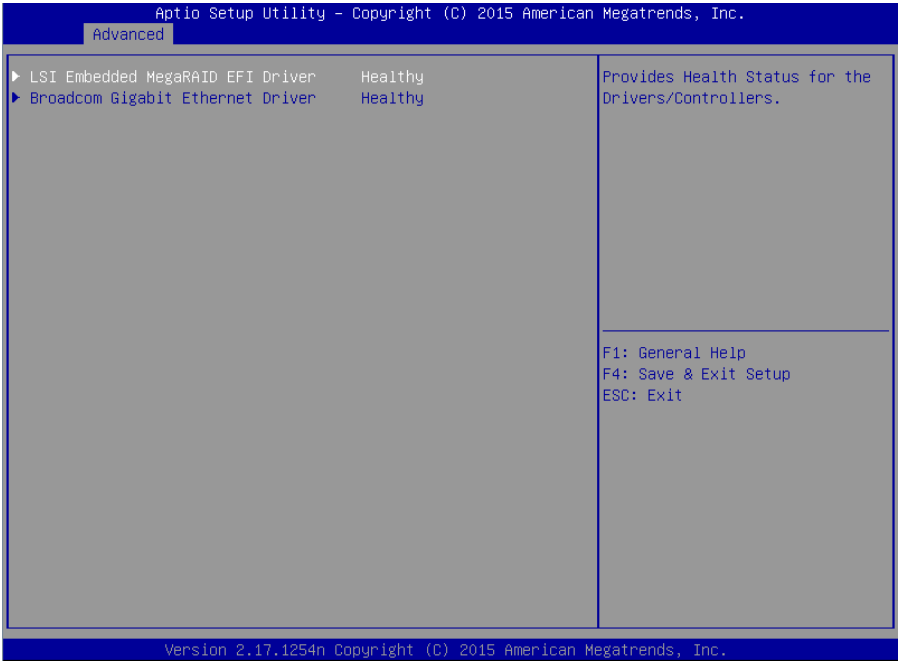 Aptio Setup Utility – Copyright (C) 2015 American Megatrends, Inc.
Advanced
LSI Embedded MegaRAID EFI Driver Healthy
Broadcom Gigabit Ethernet Driver Healthy
Provides Health Status for the
Drivers/Controllers.
F1: General Help
F4: Save & Exit Setup
ESC: Exit
Version 2.17.1254n Copyright (C) 2015 American Megatrends, Inc.